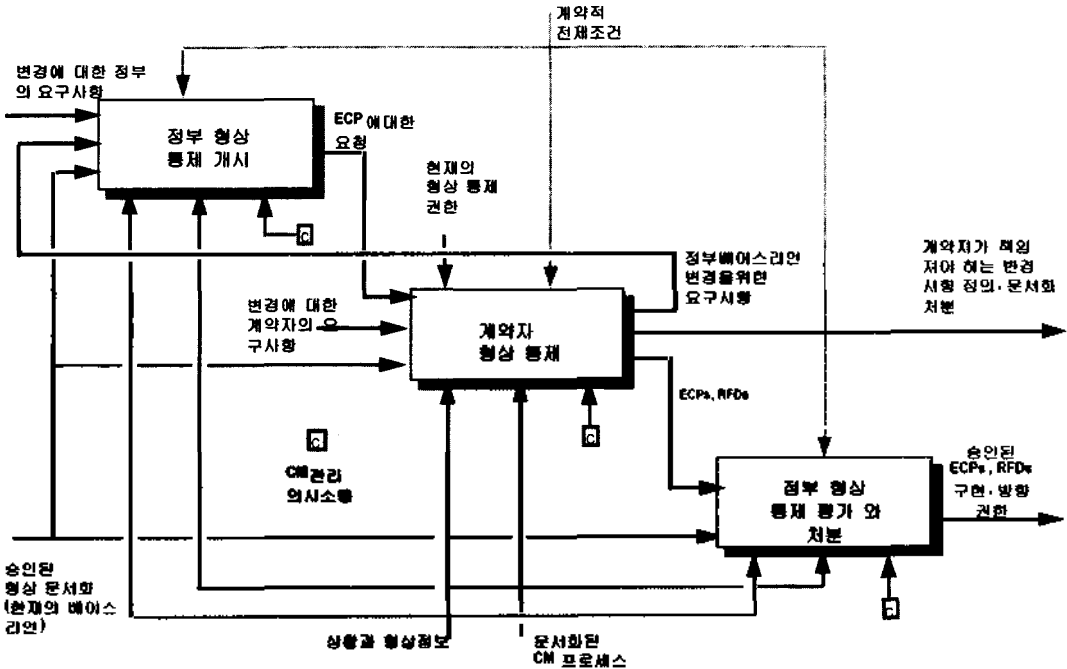 계약적
전제조건
변경에 대한 정부
의 요구사항
정부 형상
통제 개시
ECP 에대한
요청
현재의
형상 통제
권한
C
정부베이스라인
변경을위한
요구사항
계약자가 책임
져야 하는 변경
사항 정의·문서화
처분
변경에 대한
계약자의 요
구사항
계약자
형상 통제
ECPs, RFDs
C
C
CM관리
의사소통
정부 형상
통제 평가 와
처분
승인된
ECPs, RFDs
구현·방향
권한
C
승인된
형상 문서화
(현재의 베이스
라인)
상황과 형상정보
문서화된
CM 프로세스